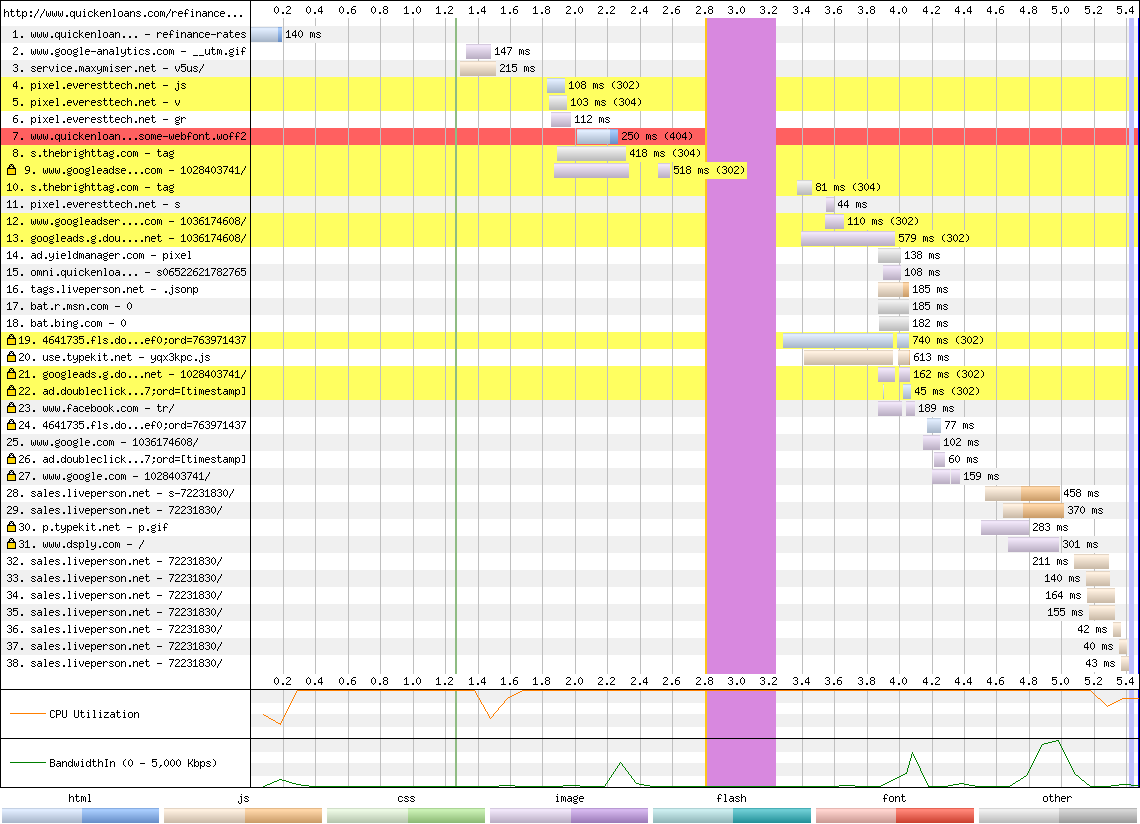 http://www.quickenloans.com/refinance... 0.2 0.4 0.6 0.8 1.0 1.2 1.4 1.6 1.8 2.0 2.2 2.4 2.6 2.8 3.0 3.2 3.4 3.6 3.8 4.0 4.2 4.4 4.6 4.8 5.0 5.2 5.4
1. www.quickenloan... - refinance-rates 140 ms
2. www.google-analytics.com - __utm.gif 147 ms
3. service.maxymiser.net - v5us/ 215 ms
4. pixel.everesttech.net - js 108 ms (302)
5. pixel.everesttech.net - v 103 ms (304)
6. pixel.everesttech.net - gr 112 ms
7. www.quickenloan...some-webfont.woff2 250 ms (404)
8. s.thebrighttag.com - tag 418 ms (304)
9. www.googleadse...com - 1028403741/ 518 ms (302)
10. s.thebrighttag.com - tag 81 ms (304)
11. pixel.everesttech.net - s 44 ms
12. www.googleadser....com - 1036174608/ 110 ms (302)
13. googleads.g.dou....net - 1036174608/ 579 ms (302)
14. ad.yieldmanager.com - pixel 138 ms
15. omni.quickenloa... - s06522621782765 108 ms
16. tags.liveperson.net - .jsonp 185 ms
17. bat.r.msn.com - 0 185 ms
18. bat.bing.com - 0 182 ms
19. 4641735.fls.do...ef0;ord=763971437 740 ms (302)
20. use.typekit.net - yqx3kpc.js 613 ms
21. googleads.g.do...net - 1028403741/ 162 ms (302)
22. ad.doubleclick...7;ord=[timestamp] 45 ms (302)
23. www.facebook.com - tr/ 189 ms
24. 4641735.fls.do...ef0;ord=763971437 77 ms
25. www.google.com - 1036174608/ 102 ms
26. ad.doubleclick...7;ord=[timestamp] 60 ms
27. www.google.com - 1028403741/ 159 ms
28. sales.liveperson.net - s-72231830/ 458 ms
29. sales.liveperson.net - 72231830/ 370 ms
30. p.typekit.net - p.gif 283 ms
31. www.dsply.com - / 301 ms
32. sales.liveperson.net - 72231830/ 211 ms
33. sales.liveperson.net - 72231830/ 140 ms
34. sales.liveperson.net - 72231830/ 164 ms
35. sales.liveperson.net - 72231830/ 155 ms
36. sales.liveperson.net - 72231830/ 42 ms
37. sales.liveperson.net - 72231830/ 40 ms
38. sales.liveperson.net - 72231830/ 43 ms
0.2 0.4 0.6 0.8 1.0 1.2 1.4 1.6 1.8 2.0 2.2 2.4 2.6 2.8 3.0 3.2 3.4 3.6 3.8 4.0 4.2 4.4 4.6 4.8 5.0 5.2 5.4
CPU Utilization
BandwidthIn (0 - 5,000 Kbps)
html js css image flash font other